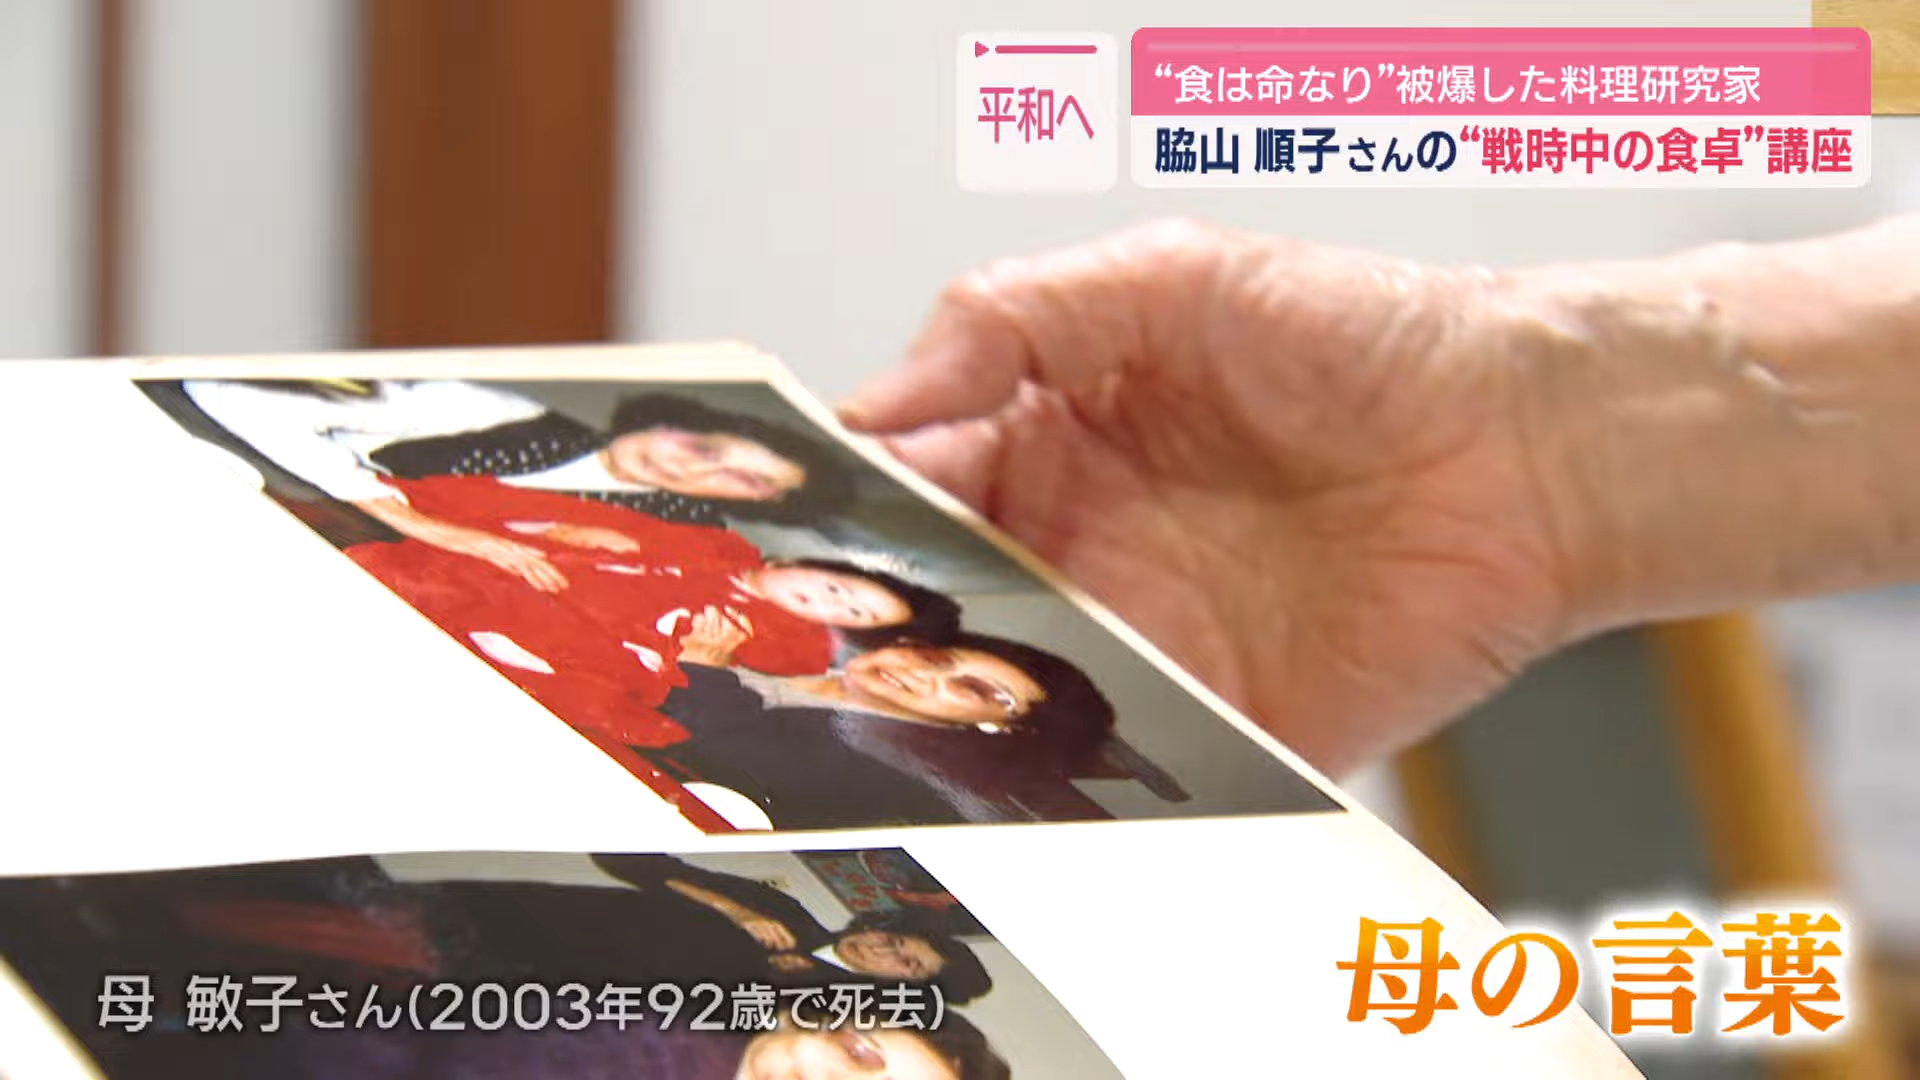 平和へ
“食は命なり”被爆した料理研究家
脇山 順子さんの“戦時中の食卓”講座
母の言葉
母 敏子さん(2003年92歳で死去)